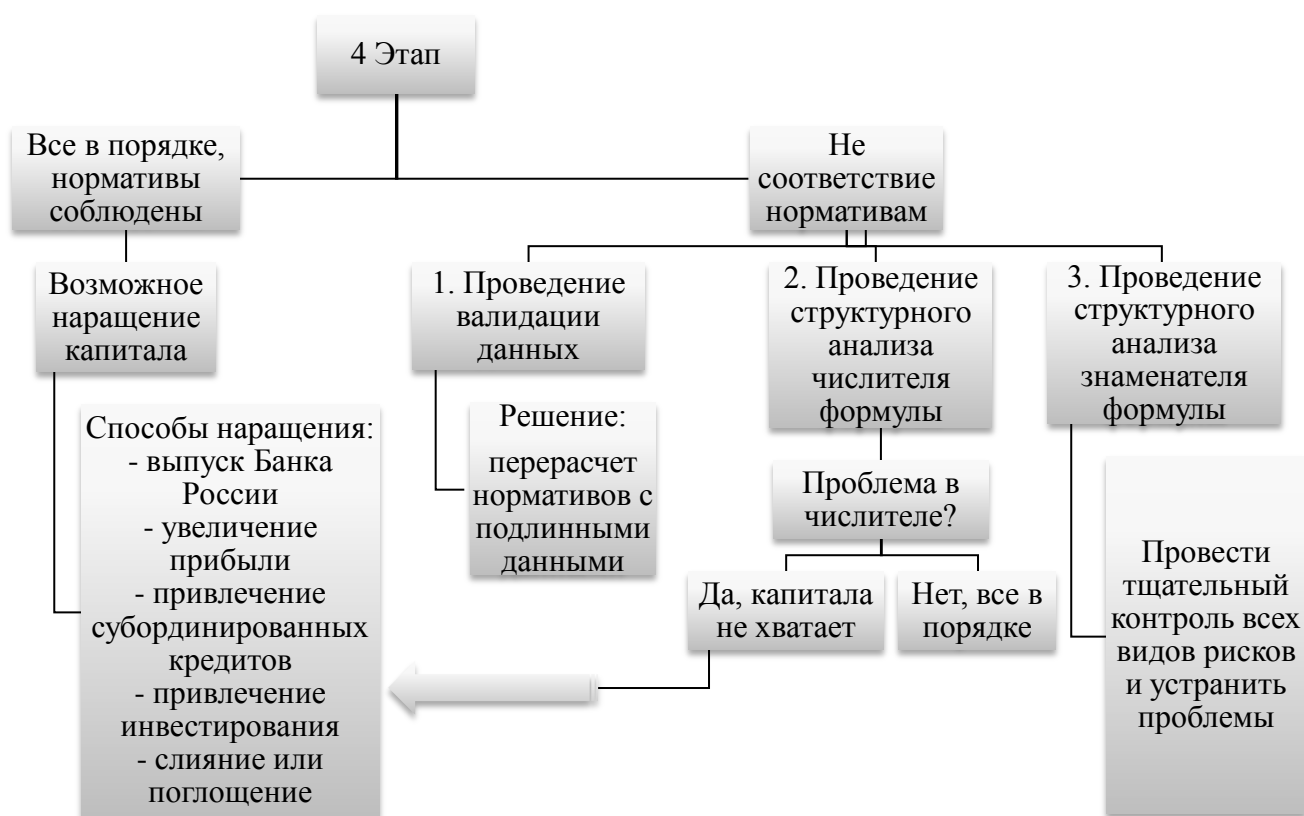 4 Этап
Все в порядке,
нормативы
соблюдены
Не
соответствие
нормативам
Возможное
наращение
капитала
1. Проведение
валидации
данных
2. Проведение
структурного
анализа
числителя
формулы
3. Проведение
структурного
анализа
знаменателя
формулы
Способы наращения:
- выпуск Банка
России
- увеличение
прибыли
- привлечение
субординированных
кредитов
- привлечение
инвестирования
- слияние или
поглощение
Решение:
перерасчет
нормативов с
подлинными
данными
Проблема в
числителе?
Да, капитала
не хватает
Нет, все в
порядке
Провести
тщательный
контроль всех
видов рисков
и устранить
проблемы